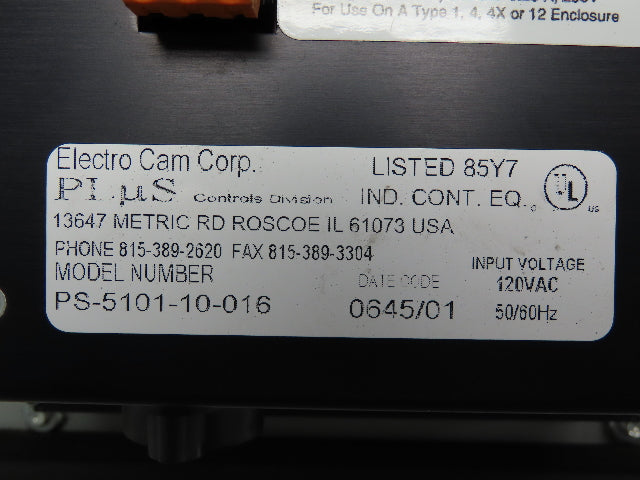 For Use On A Type 1, 4, 4X or 12 Enclosure
Electro Cam Corp.
PLµS Controls Division
LISTED 85Y7
IND. CONT. EQ.
UL
US
13647 METRIC RD ROSCOE IL 61073 USA
PHONE 815-389-2620 FAX 815-389-3304
MODEL NUMBER
PS-5101-10-016
DATE CODE
0645/01
INPUT VOLTAGE
120VAC
50/60Hz